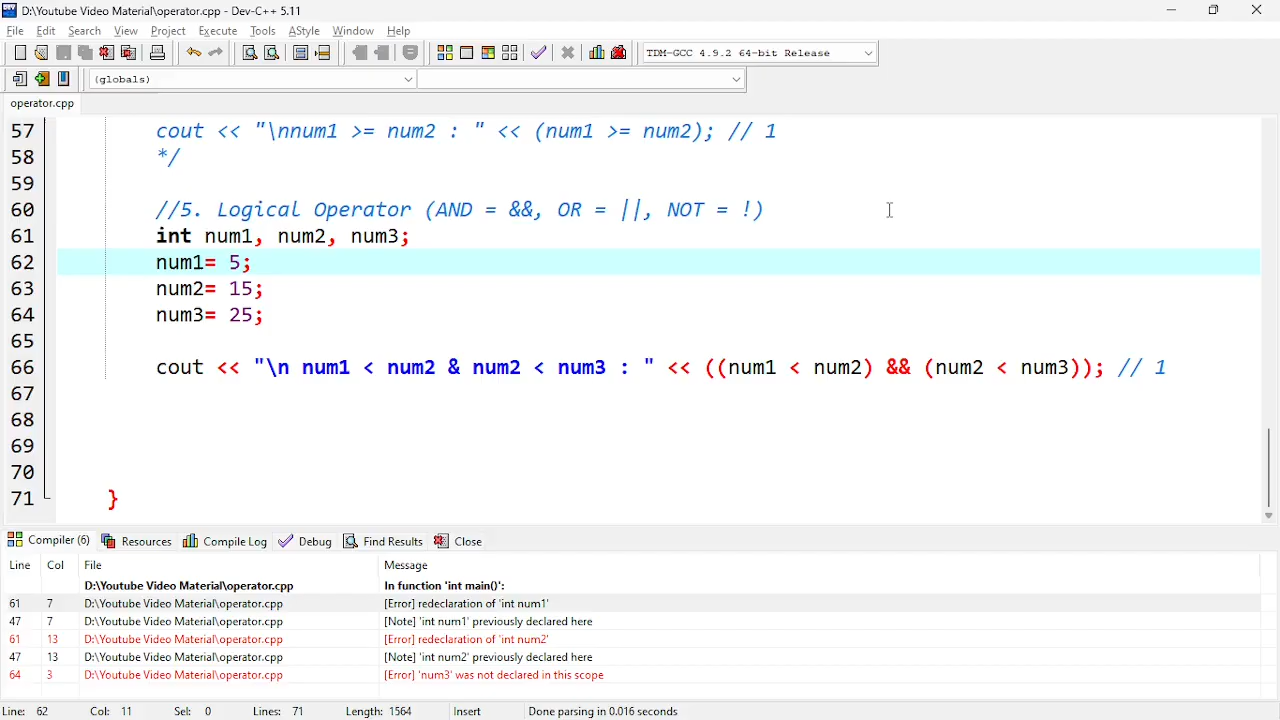 D:\Youtube Video Material\operator.cpp - Dev-C++ 5.11
File Edit Search View Project Execute Tools AStyle Window Help
TDM-GCC 4.9.2 64-bit Release
(globals)
operator.cpp
57 cout << "\nnum1 >= num2 : " << (num1 >= num2); // 1
58 */
59
60 //5. Logical Operator (AND = &&, OR = ||, NOT = !)
61 int num1, num2, num3;
62 num1= 5;
63 num2= 15;
64 num3= 25;
65
66 cout << "\n num1 < num2 & num2 < num3 : " << ((num1 < num2) && (num2 < num3)); // 1
67
68
69
70
71 }
Compiler (6) Resources Compile Log Debug Find Results Close
Line Col File Message
D:\Youtube Video Material\operator.cpp In function 'int main()':
61 7 D:\Youtube Video Material\operator.cpp [Error] redeclaration of 'int num1'
47 7 D:\Youtube Video Material\operator.cpp [Note] 'int num1' previously declared here
61 13 D:\Youtube Video Material\operator.cpp [Error] redeclaration of 'int num2'
47 13 D:\Youtube Video Material\operator.cpp [Note] 'int num2' previously declared here
64 3 D:\Youtube Video Material\operator.cpp [Error] 'num3' was not declared in this scope
Line: 62 Col: 11 Sel: 0 Lines: 71 Length: 1564 Insert Done parsing in 0.016 seconds